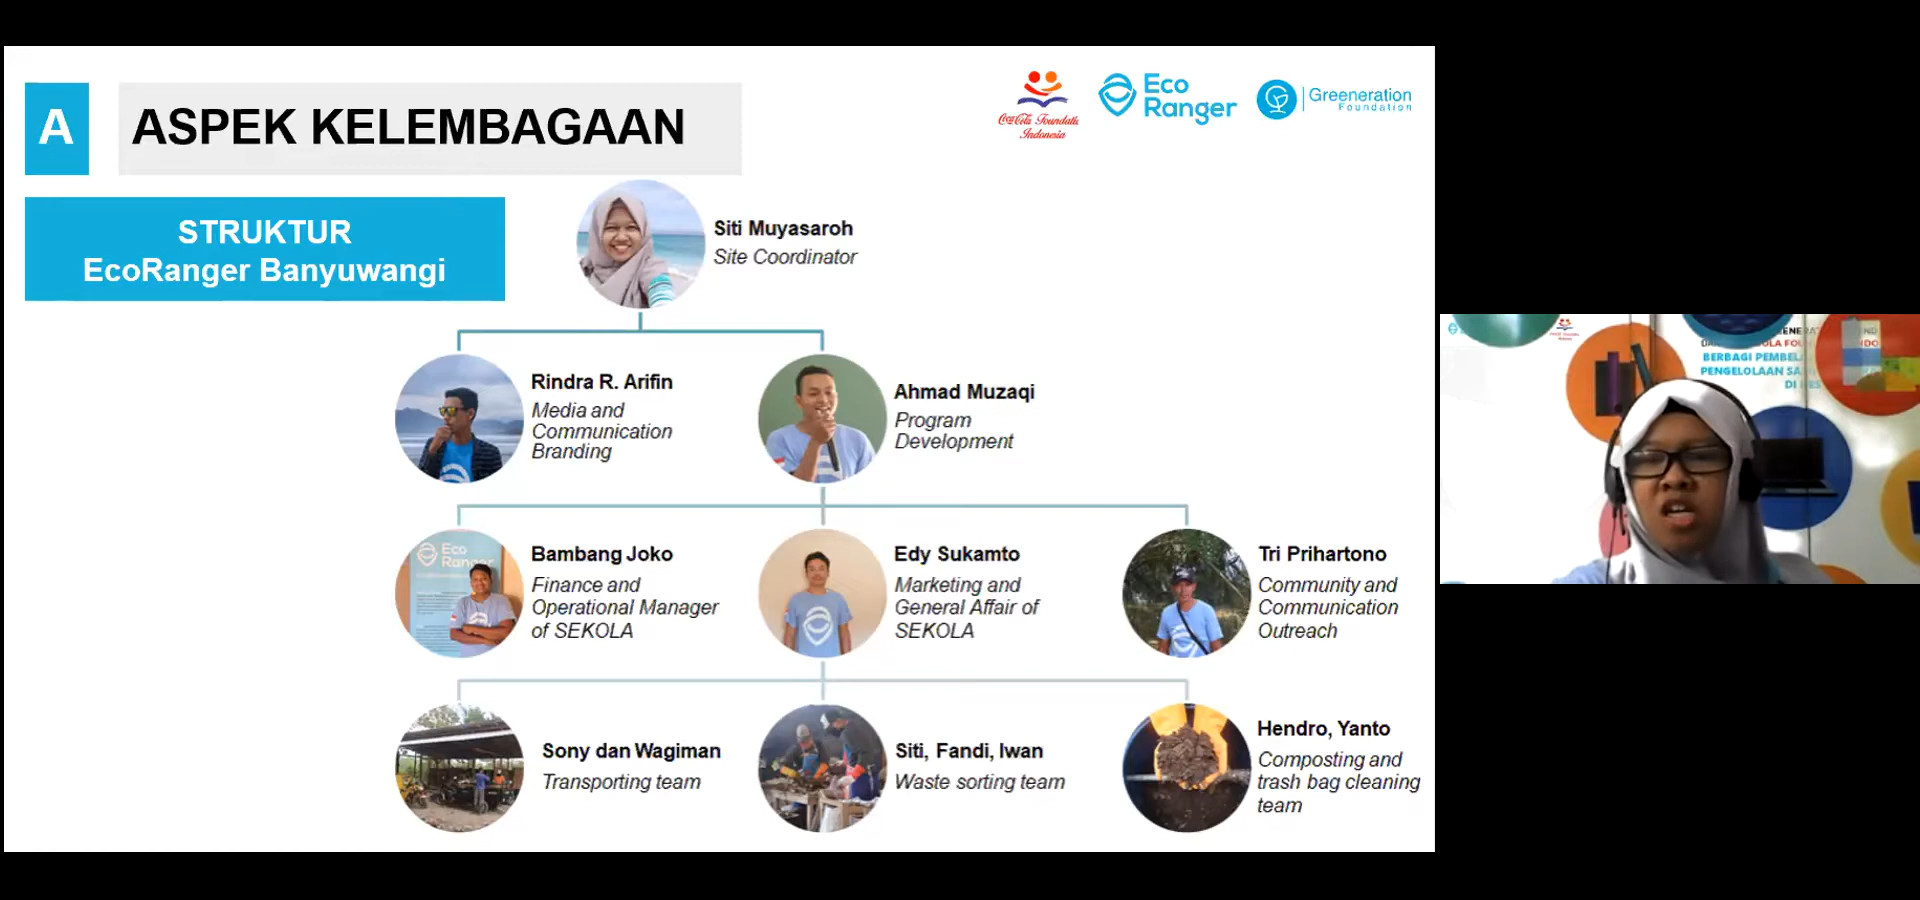 A
ASPEK KELEMBAGAAN
Coca-Cola Foundation
Indonesia
Eco
Ranger
Greeneration
Foundation
STRUKTUR
EcoRanger Banyuwangi
Siti Muyasaroh
Site Coordinator
Rindra R. Arifin
Media and
Communication
Branding
Ahmad Muzaqi
Program
Development
Eco
Ranger
Bambang Joko
Finance and
Operational Manager
of SEKOLA
Edy Sukamto
Marketing and
General Affair of
SEKOLA
Tri Prihartono
Community and
Communication
Outreach
Sony dan Wagiman
Transporting team
Siti, Fandi, Iwan
Waste sorting team
Hendro, Yanto
Composting and
trash bag cleaning
team
BERBAGI